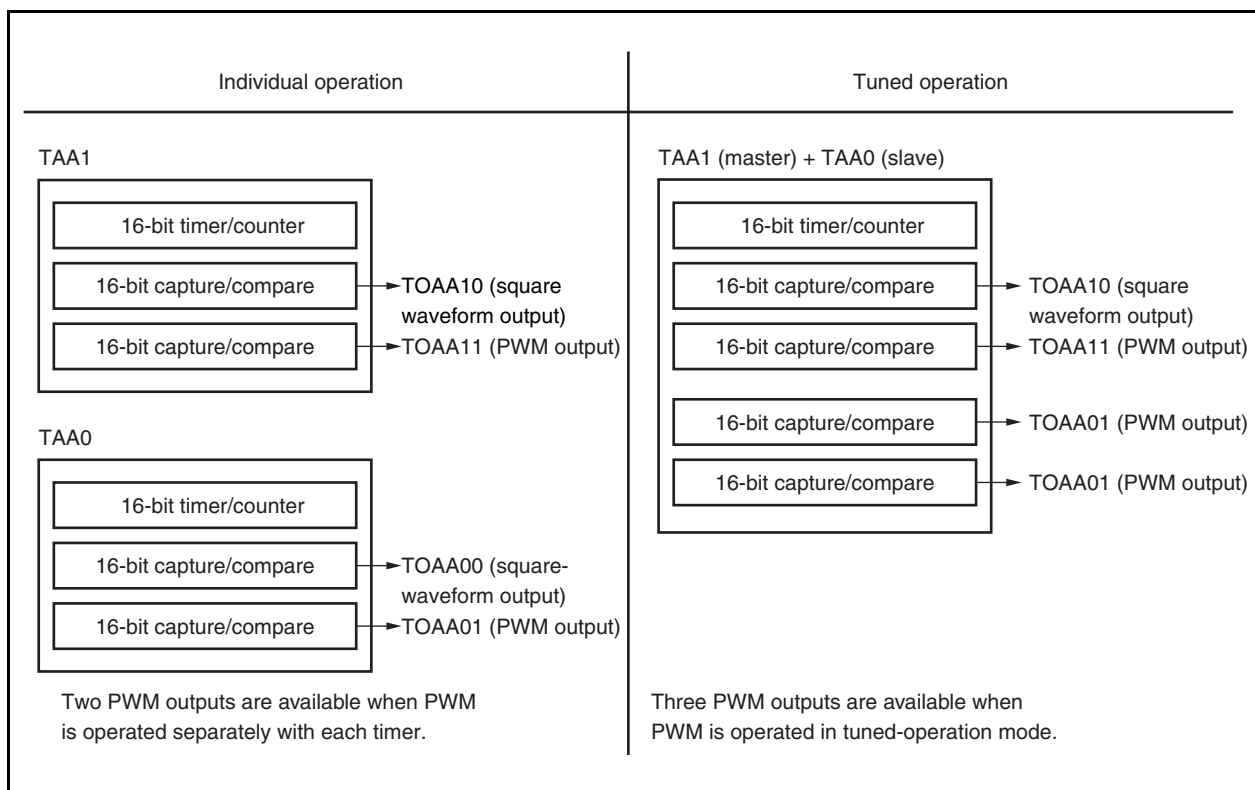 Individual operation
TAA1
16-bit timer/counter
16-bit capture/compare
TOAA10 (square
waveform output)
16-bit capture/compare
TOAA11 (PWM output)
TAA0
16-bit timer/counter
16-bit capture/compare
TOAA00 (square-
waveform output)
16-bit capture/compare
TOAA01 (PWM output)
Two PWM outputs are available when PWM
is operated separately with each timer.
Tuned operation
TAA1 (master) + TAA0 (slave)
16-bit timer/counter
16-bit capture/compare
TOAA10 (square
waveform output)
16-bit capture/compare
TOAA11 (PWM output)
16-bit capture/compare
TOAA01 (PWM output)
16-bit capture/compare
TOAA01 (PWM output)
Three PWM outputs are available when
PWM is operated in tuned-operation mode.